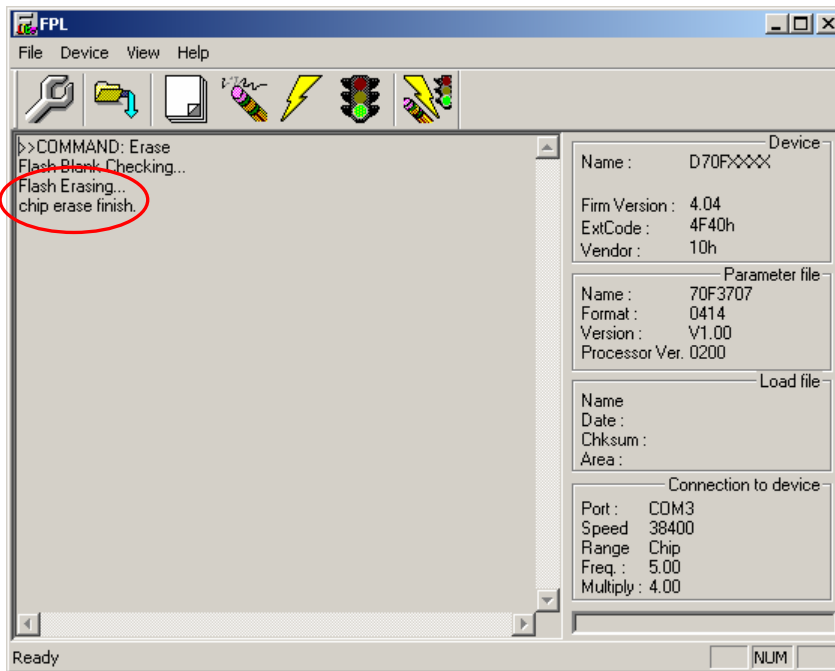 FPL
File Device View Help
>>COMMAND: Erase
Flash Blank Checking...
Flash Erasing...
chip erase finish.
Device
Name : D70FXXXX
Firm Version : 4.04
ExtCode : 4F40h
Vendor : 10h
Parameter file
Name : 70F3707
Format : 0414
Version : V1.00
Processor Ver. 0200
Load file
Name
Date :
Chksum :
Area :
Connection to device
Port : COM3
Speed 38400
Range Chip
Freq. : 5.00
Multiply : 4.00
Ready NUM